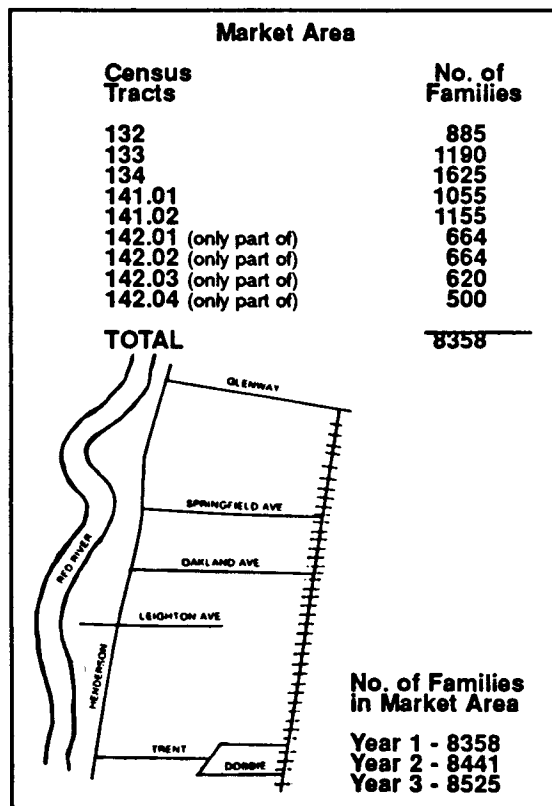 Market Area
Census No. of
Tracts Families
132 885
133 1190
134 1625
141.01 1055
141.02 1155
142.01 (only part of) 664
142.02 (only part of) 664
142.03 (only part of) 620
142.04 (only part of) 500
TOTAL 8358
GLENWAY
SPRINGFIELD AVE
OAKLAND AVE
RED RIVER
LEIGHTON AVE
HENDERSON
TRENT
No. of Families
in Market Area
Year 1 - 8358
Year 2 - 8441
Year 3 - 8525